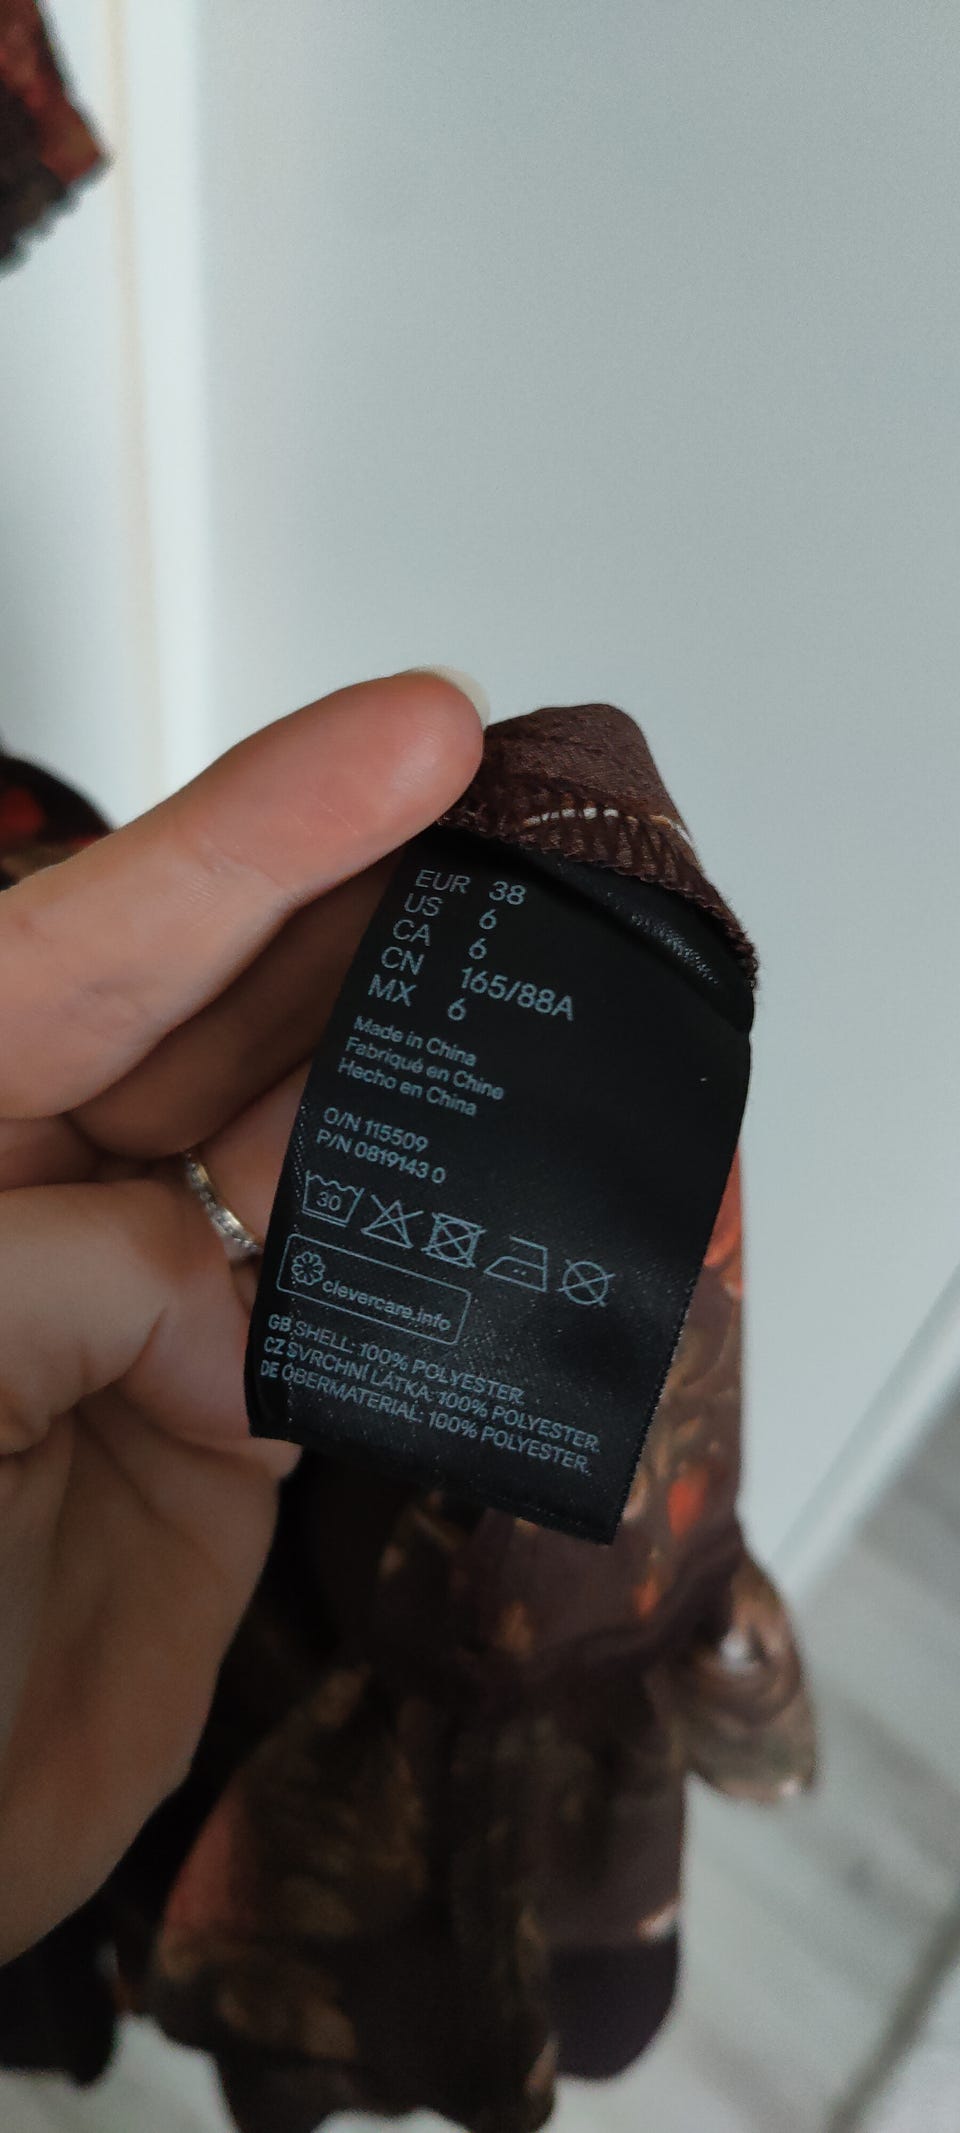 EUR 38
US 6
CA 6
CN 165/88A
MX 6
Made in China
Fabriqué en Chine
Hecho en China
O/N 115509
P/N 0819143 0
30
clevercare.info
GB SHELL: 100% POLYESTER.
CZ SVRCHNÍ LÁTKA: 100% POLYESTER.
DE OBERMATERIAL: 100% POLYESTER.